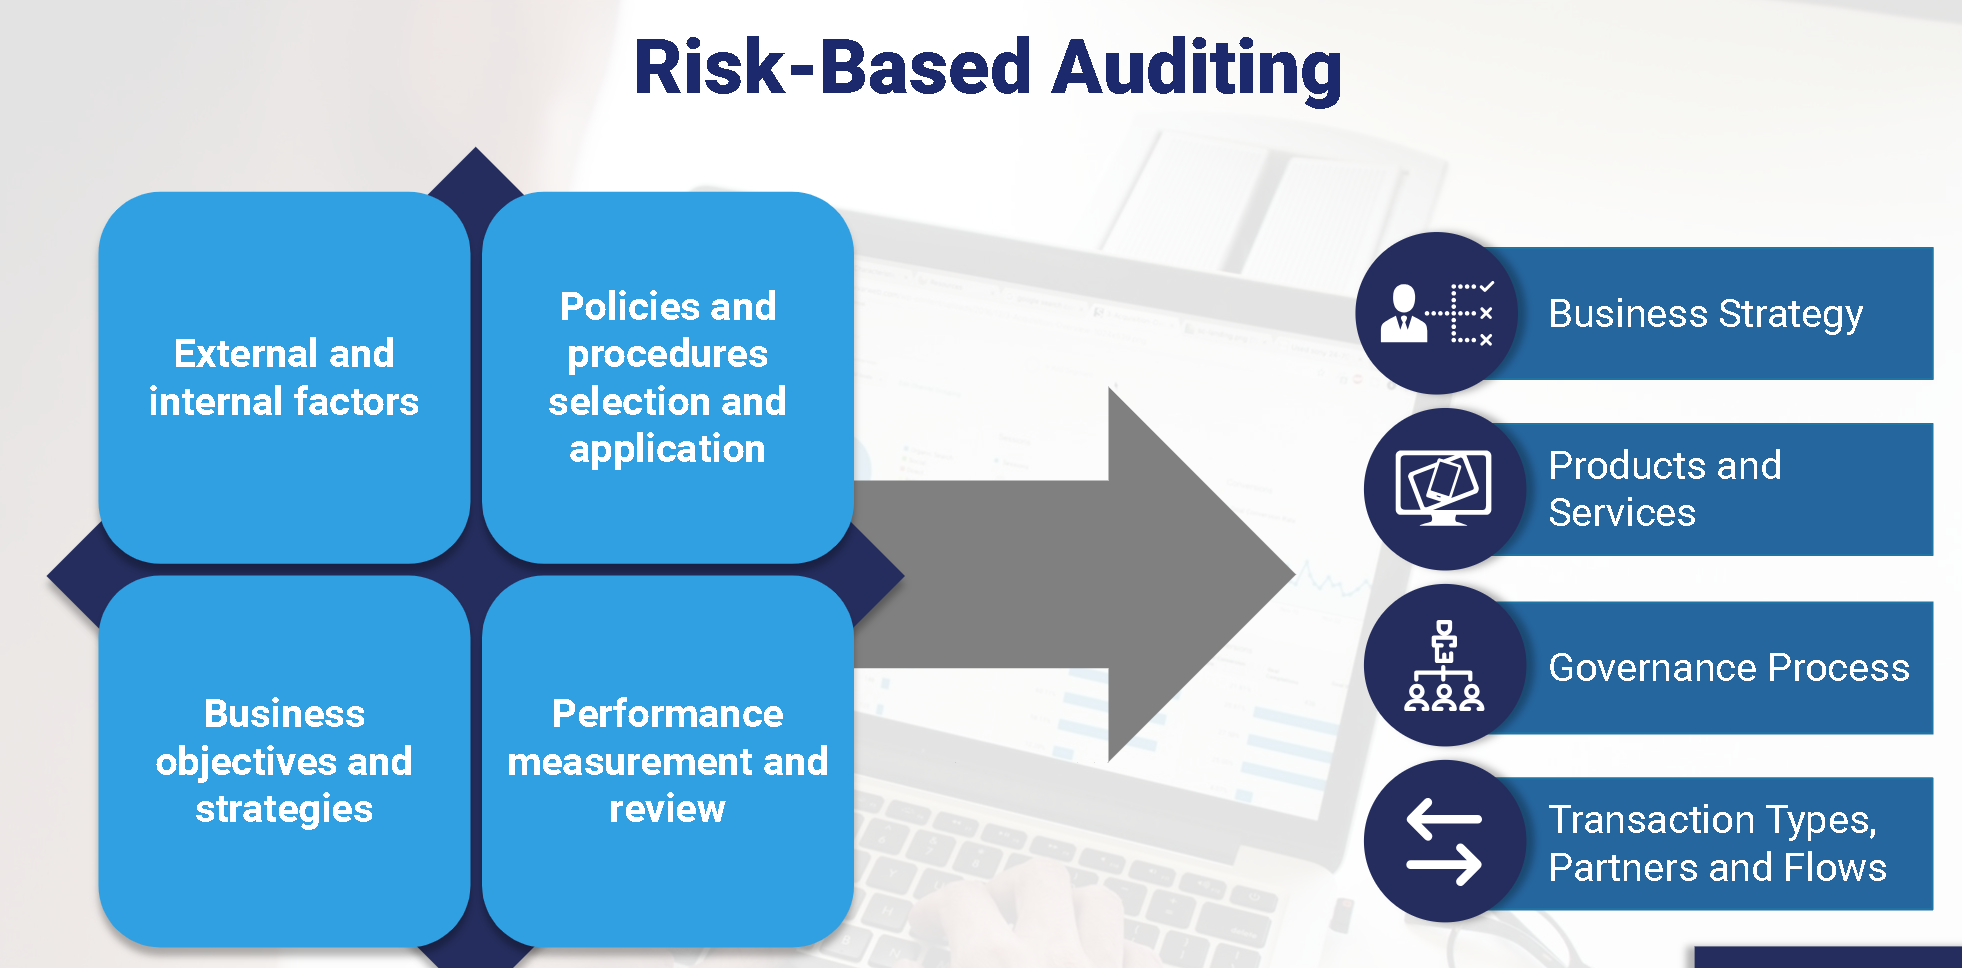 Risk-Based Auditing
External and
internal factors
Policies and
procedures
selection and
application
Business
objectives and
strategies
Performance
measurement and
review
Business Strategy
Products and
Services
Governance Process
Transaction Types,
Partners and Flows